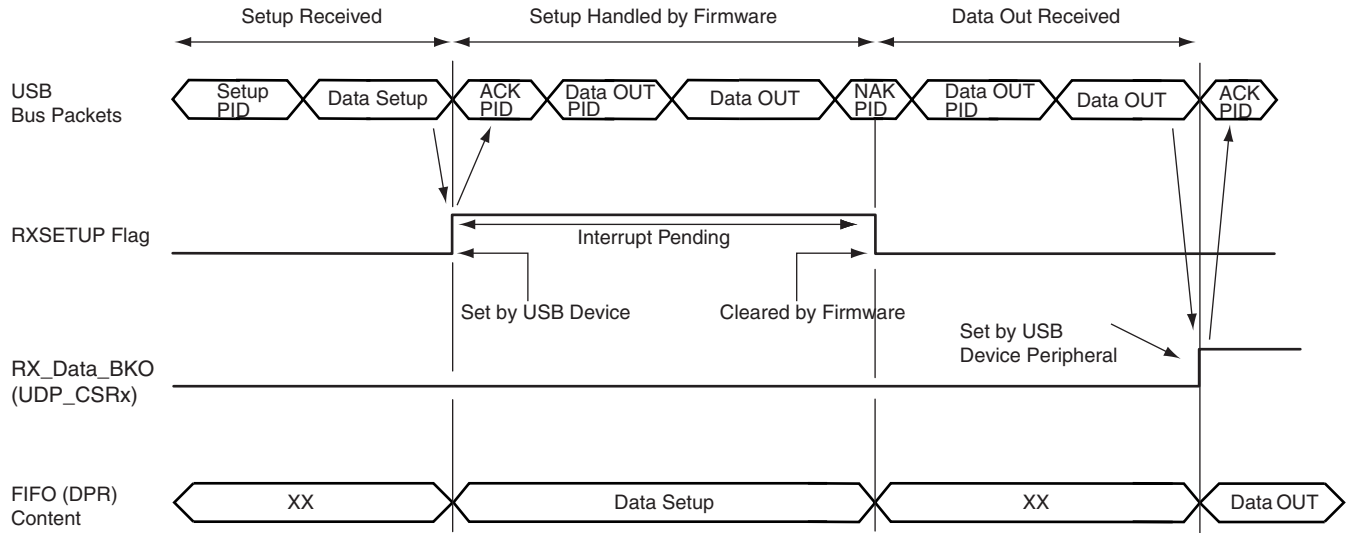 Setup Received
Setup Handled by Firmware
Data Out Received
USB
Bus Packets
Setup
PID
Data Setup
ACK
PID
Data OUT
PID
Data OUT
NAK
PID
Data OUT
PID
Data OUT
ACK
PID
RXSETUP Flag
Interrupt Pending
Set by USB Device
Cleared by Firmware
Set by USB
Device Peripheral
RX_Data_BKO
(UDP_CSRx)
FIFO (DPR)
Content
XX
Data Setup
XX
Data OUT